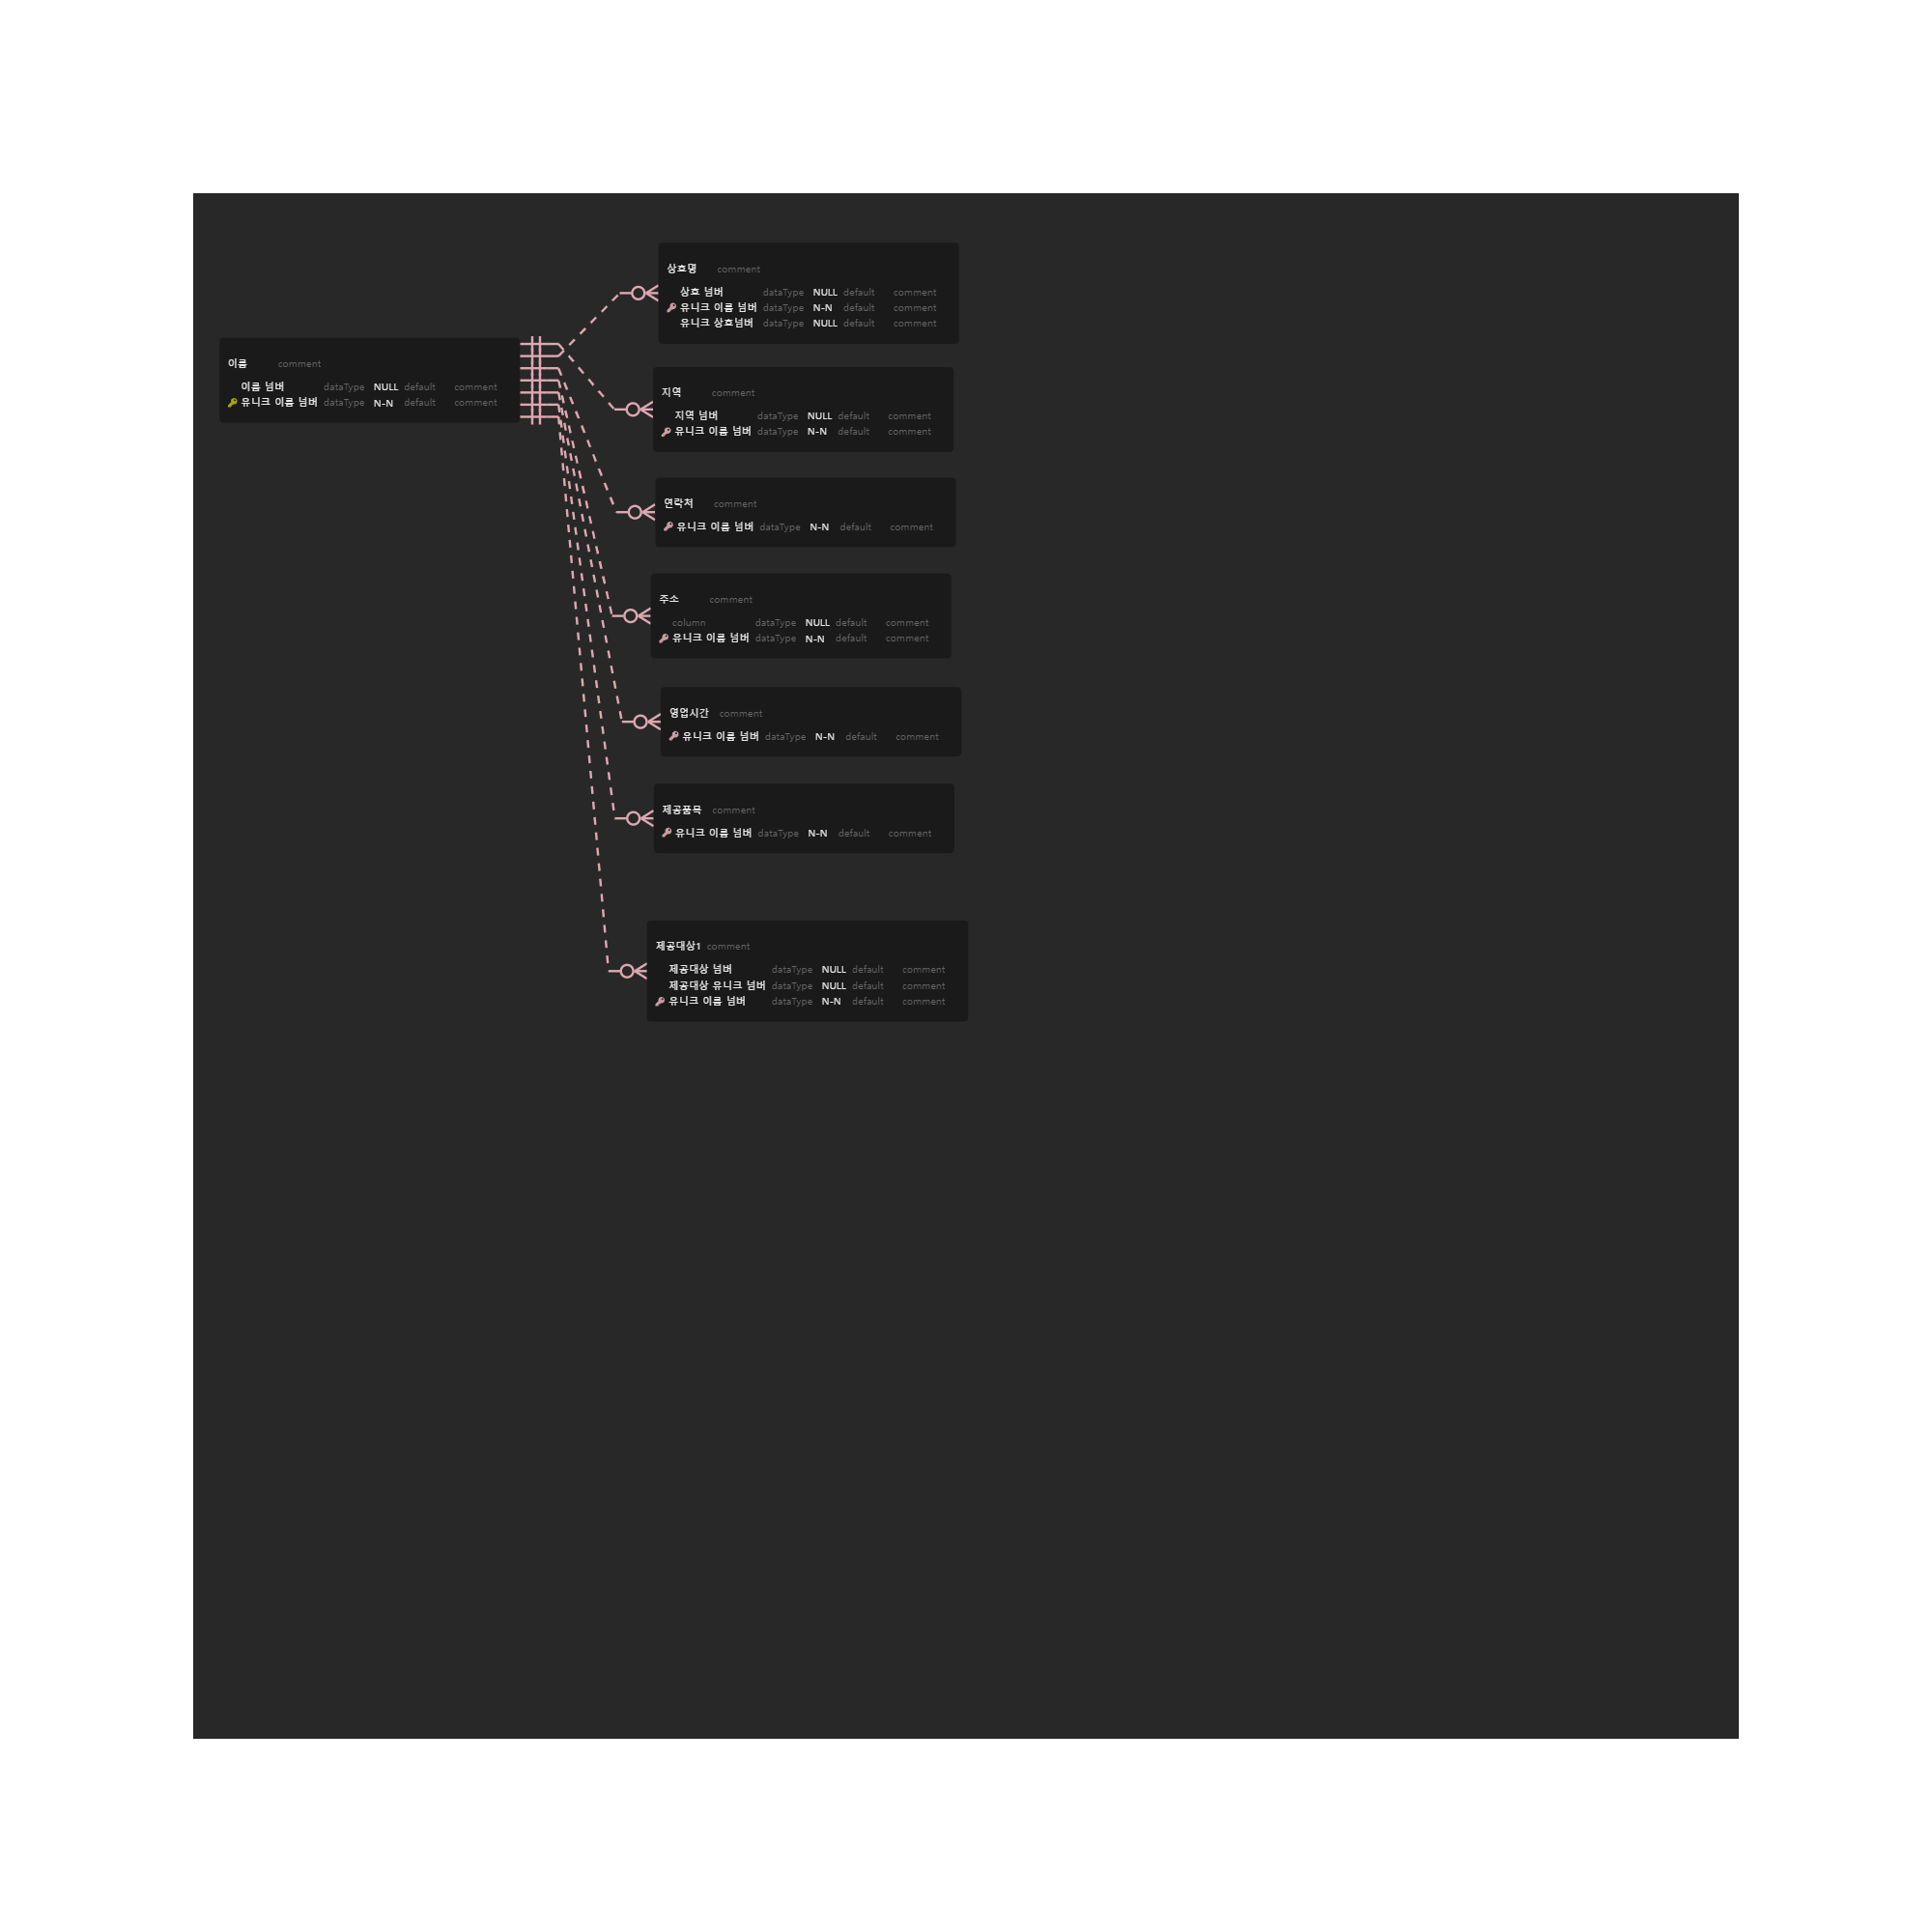 상호명 comment
상호 넘버 dataType NULL default comment
유니크 이름 넘버 dataType N-N default comment
유니크 상호넘버 dataType NULL default comment
이름 comment
이름 넘버 dataType NULL default comment
유니크 이름 넘버 dataType N-N default comment
지역 comment
지역 넘버 dataType NULL default comment
유니크 이름 넘버 dataType N-N default comment
연락처 comment
유니크 이름 넘버 dataType N-N default comment
주소 comment
column dataType NULL default comment
유니크 이름 넘버 dataType N-N default comment
영업시간 comment
유니크 이름 넘버 dataType N-N default comment
제공품목 comment
유니크 이름 넘버 dataType N-N default comment
제공대상1 comment
제공대상 넘버 dataType NULL default comment
제공대상 유니크 넘버 dataType NULL default comment
유니크 이름 넘버 dataType N-N default comment